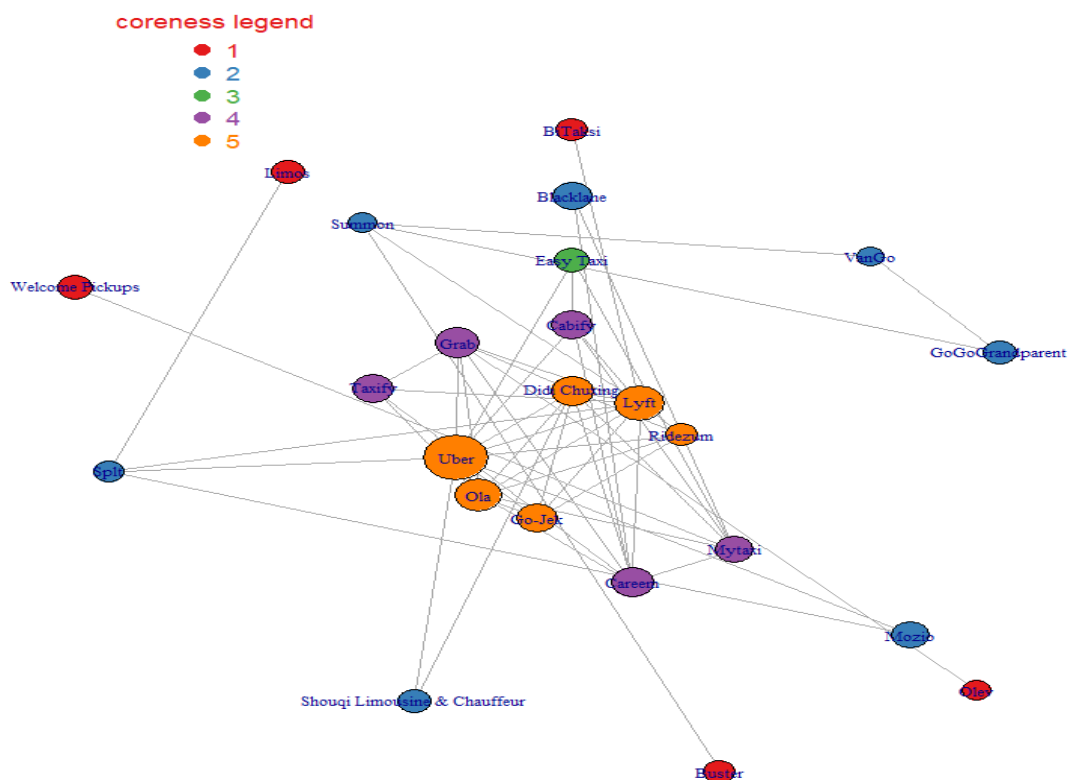 coreness legend
1
2
3
4
5
BiTaksi
Limos
Blacklane
Summon
VanGo
Easy Taxi
Welcome Pickups
Cabify
Grab
GoGoGrandparent
Taxify
Didi Chuxing
Lyft
Ridezum
Uber
Splt
Ola
Go-Jek
Mytaxi
Careem
Mozio
Olev
Shouqi Limousine & Chauffeur
Buster